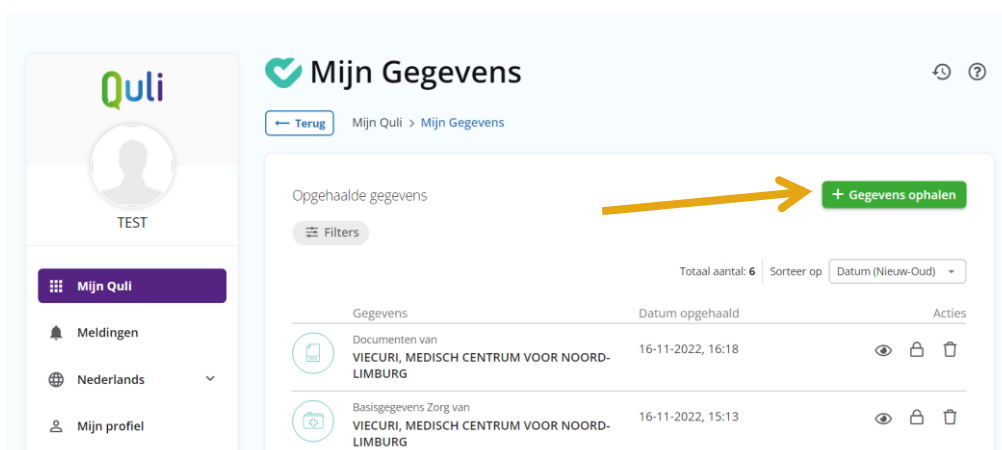 Quli
TEST
Mijn Quli
Meldingen
Nederlands
Mijn profiel
Mijn Gegevens
← Terug Mijn Quli > Mijn Gegevens
Opgehaalde gegevens
+ Gegevens ophalen
Filters
Totaal aantal: 6 Sorteer op Datum (Nieuw-Oud)
Gegevens Datum opgehaald Acties
Documenten van
VIECURI, MEDISCH CENTRUM VOOR NOORD-
LIMBURG
16-11-2022, 16:18
Basisgegevens Zorg van
VIECURI, MEDISCH CENTRUM VOOR NOORD-
LIMBURG
16-11-2022, 15:13